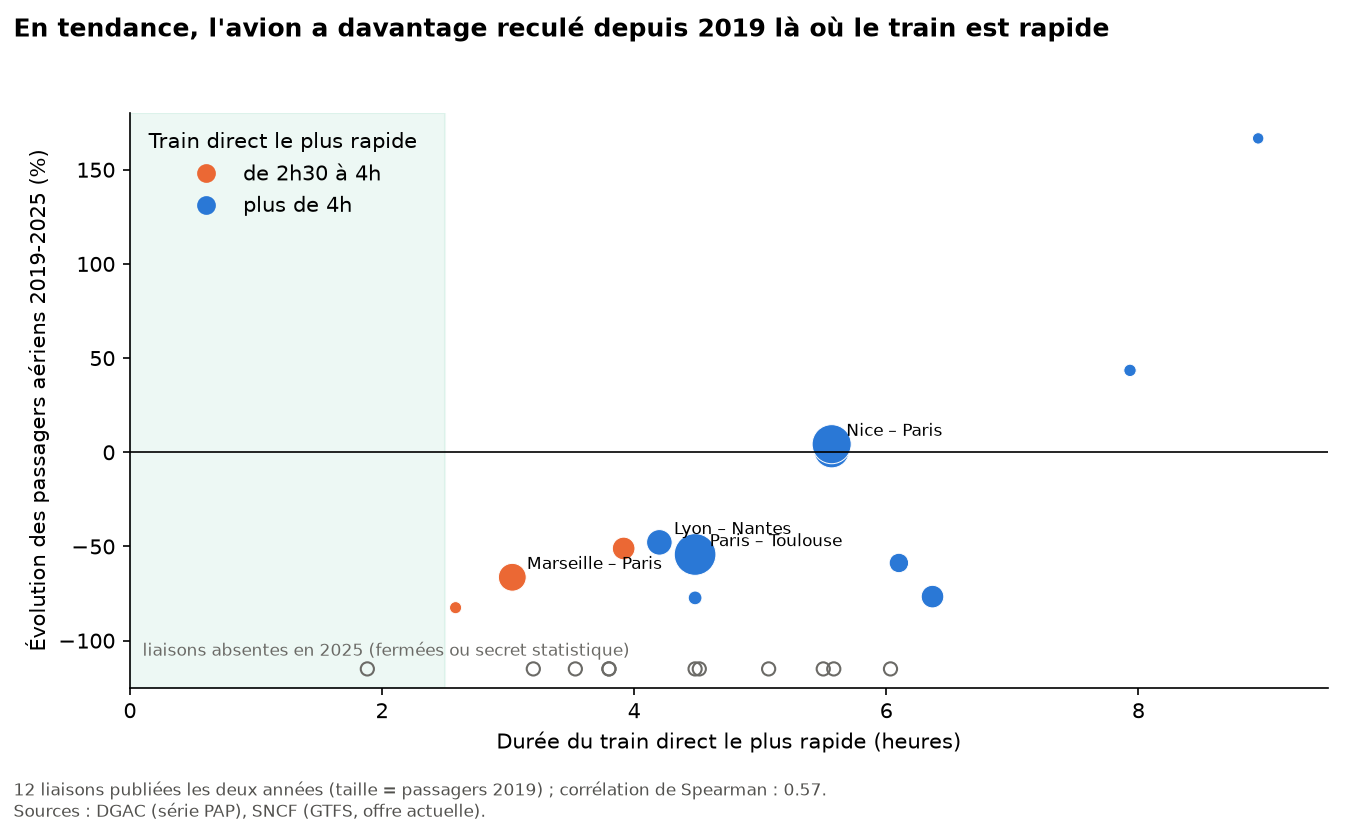 En tendance, l'avion a davantage reculé depuis 2019 là où le train est rapide
Évolution des passagers aériens 2019-2025 (%)
150
100
50
0
−50
−100
Train direct le plus rapide
de 2h30 à 4h
plus de 4h
Nice – Paris
Lyon – Nantes
Paris – Toulouse
Marseille – Paris
liaisons absentes en 2025 (fermées ou secret statistique)
0
2
4
6
8
Durée du train direct le plus rapide (heures)
12 liaisons publiées les deux années (taille = passagers 2019) ; corrélation de Spearman : 0.57.
Sources : DGAC (série PAP), SNCF (GTFS, offre actuelle).